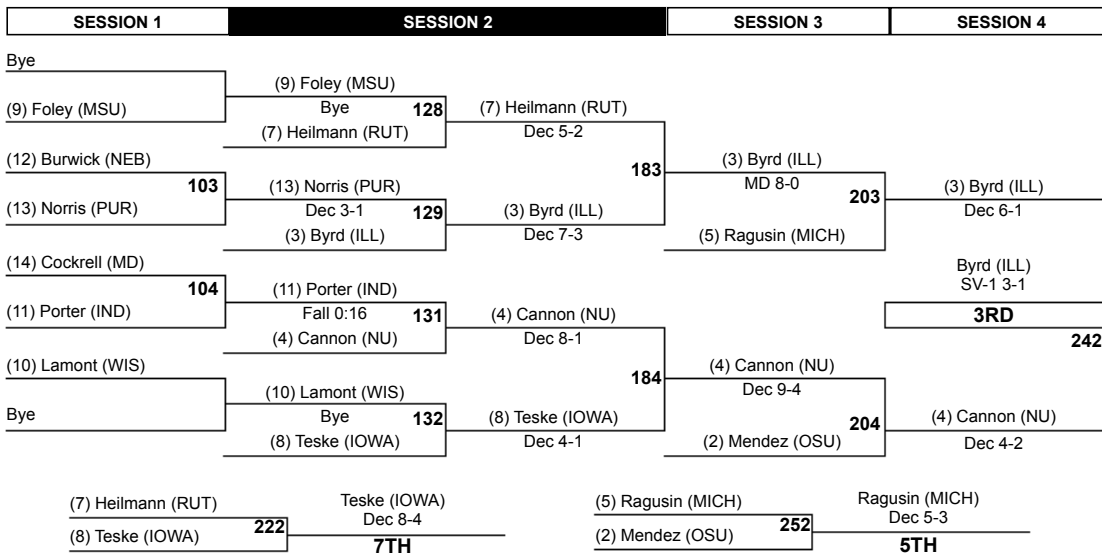 SESSION 1
SESSION 2
SESSION 3
SESSION 4
Bye
(9) Foley (MSU)
(12) Burwick (NEB)
103
(13) Norris (PUR)
(14) Cockrell (MD)
104
(11) Porter (IND)
(10) Lamont (WIS)
Bye
(9) Foley (MSU)
Bye
128
(7) Heilmann (RUT)
(13) Norris (PUR)
Dec 3-1
129
(3) Byrd (ILL)
(11) Porter (IND)
Fall 0:16
131
(4) Cannon (NU)
(10) Lamont (WIS)
Bye
132
(8) Teske (IOWA)
(7) Heilmann (RUT)
Dec 5-2
183
(3) Byrd (ILL)
Dec 7-3
(4) Cannon (NU)
Dec 8-1
184
(8) Teske (IOWA)
Dec 4-1
(3) Byrd (ILL)
MD 8-0
203
(5) Ragusin (MICH)
(4) Cannon (NU)
Dec 9-4
204
(2) Mendez (OSU)
(3) Byrd (ILL)
Dec 6-1
Byrd (ILL)
SV-1 3-1
3RD
242
(4) Cannon (NU)
Dec 4-2
(7) Heilmann (RUT)
222
(8) Teske (IOWA)
Teske (IOWA)
Dec 8-4
7TH
(5) Ragusin (MICH)
252
(2) Mendez (OSU)
Ragusin (MICH)
Dec 5-3
5TH